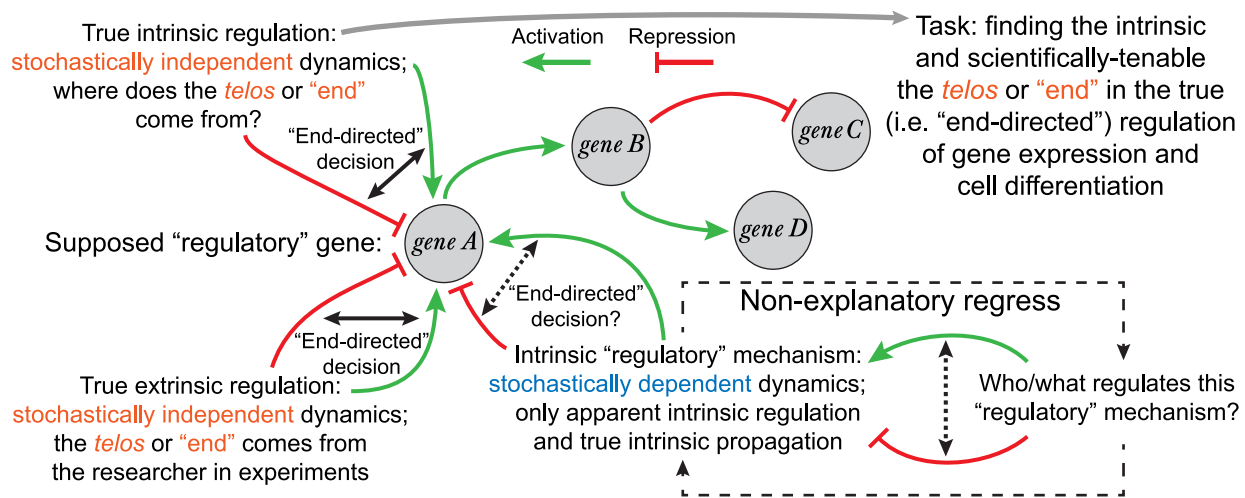 True intrinsic regulation:
stochastically independent dynamics;
where does the telos or “end”
come from?
Activation
Repression
Task: finding the intrinsic
and scientifically-tenable
the telos or “end” in the true
(i.e. “end-directed”) regulation
of gene expression and
cell differentiation
“End-directed”
decision
gene B
gene C
gene D
Supposed “regulatory” gene:
gene A
“End-directed”
decision?
“End-directed”
decision
True extrinsic regulation:
stochastically independent dynamics;
the telos or “end” comes from
the researcher in experiments
Non-explanatory regress
Intrinsic “regulatory” mechanism:
stochastically dependent dynamics;
only apparent intrinsic regulation
and true intrinsic propagation
Who/what regulates this
“regulatory” mechanism?